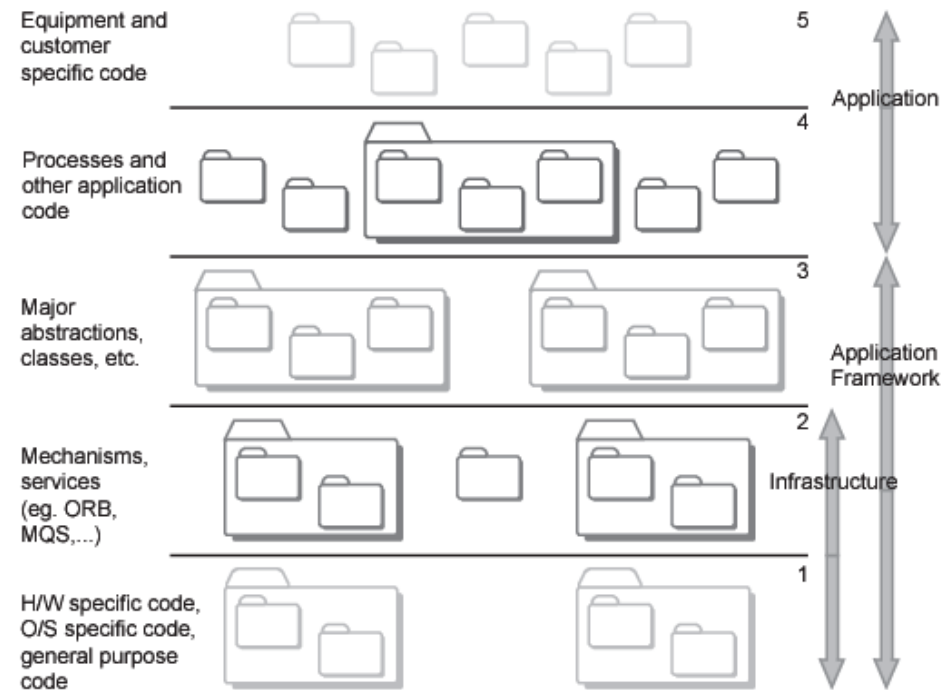 Equipment and
customer
specific code
5
Application
4
Processes and
other application
code
3
Major
abstractions,
classes, etc.
Application
Framework
2
Mechanisms,
services
(eg. ORB,
MQS,...)
Infrastructure
1
H/W specific code,
O/S specific code,
general purpose
code